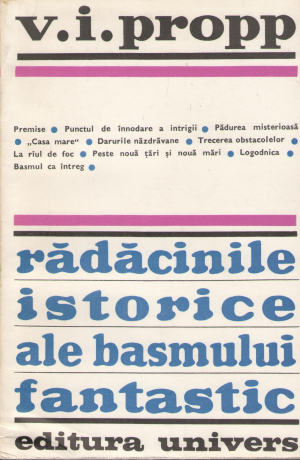 v.i.propp
Premise ● Punctul de înnodare a intrigii ● Pădurea misterioasă
● „Casa mare“ ● Darurile năzdrăvane ● Trecerea obstacolelor ●
La rîul de foc ● Peste nouă țări și nouă mări ● Logodnica ●
Basmul ca întreg ●
rădăcinile
istorice
ale basmului
fantastic
editura univers